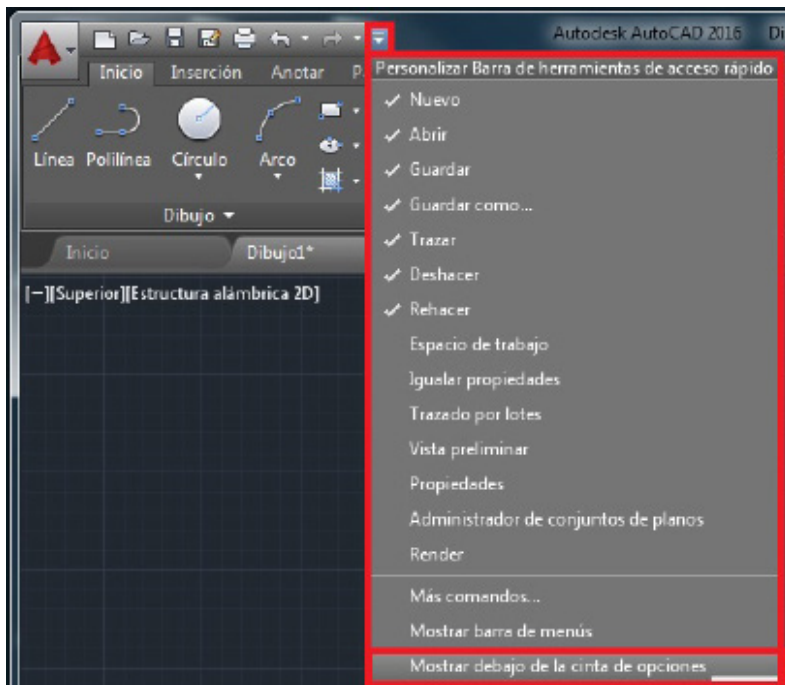 Autodesk AutoCAD 2016 Di
Inicio Inserción Anotar P
Línea Polilínea Círculo Arco
Dibujo
Inicio Dibujo1*
[−][Superior][Estructura alámbrica 2D]
Personalizar Barra de herramientas de acceso rápido
Nuevo
Abrir
Guardar
Guardar como...
Trazar
Deshacer
Rehacer
Espacio de trabajo
Igualar propiedades
Trazado por lotes
Vista preliminar
Propiedades
Administrador de conjuntos de planos
Render
Más comandos...
Mostrar barra de menús
Mostrar debajo de la cinta de opciones